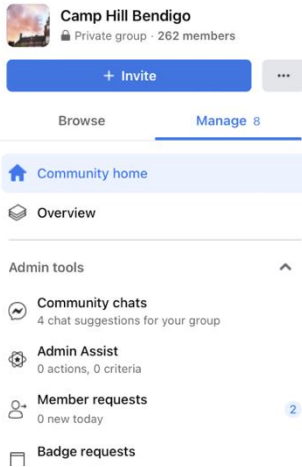 Camp Hill Bendigo
Private group · 262 members
+ Invite
...
Browse
Manage 8
Community home
Overview
Admin tools
Community chats
4 chat suggestions for your group
Admin Assist
0 actions, 0 criteria
Member requests
0 new today
2
Badge requests